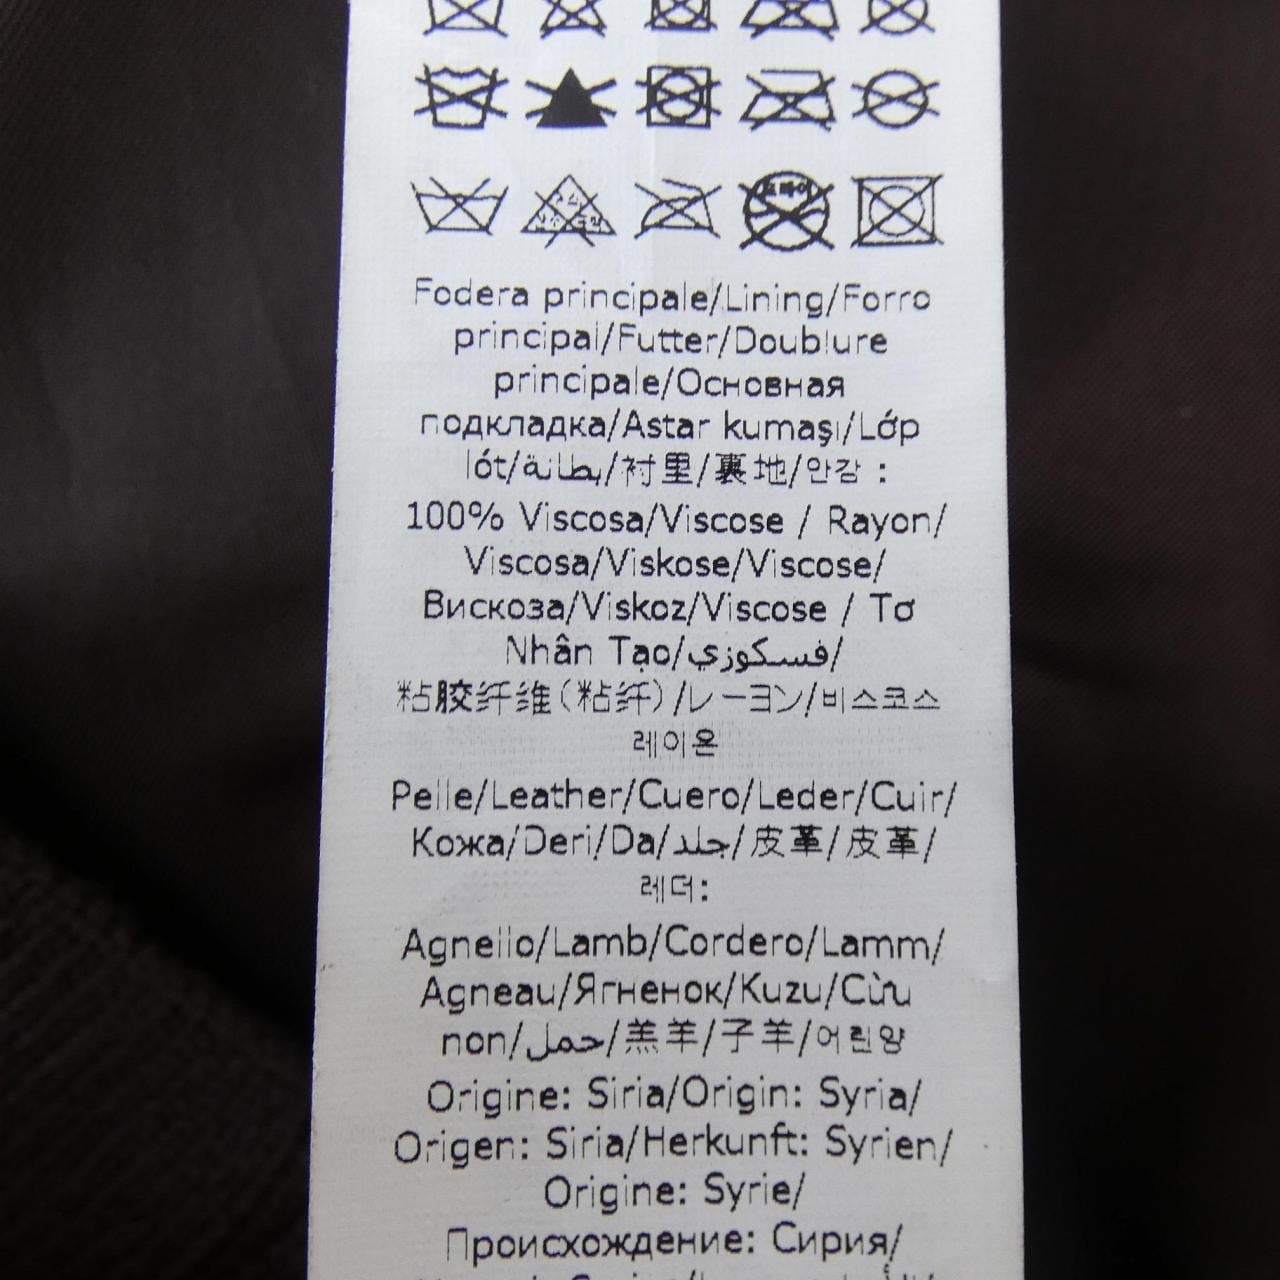 Fodera principale/Lining/Forro
principal/Futter/Doublure
principale/Основная
подкладка/Astar kumaşı/Lớp
lót/بطانة/衬里/裏地/안감 :
100% Viscosa/Viscose / Rayon/
Viscosa/Viskose/Viscose/
Вискоза/Viskoz/Viscose / Tơ
Nhân Tạo/فسكوزي/
粘胶纤维(粘纤)/レーヨン/비스코스
레이온
Pelle/Leather/Cuero/Leder/Cuir/
Кожа/Deri/Da/جلد/皮革/皮革/
레더:
Agnello/Lamb/Cordero/Lamm/
Agneau/Ягненок/Kuzu/Cừu
non/حمل/羔羊/子羊/어린양
Origine: Siria/Origin: Syria/
Origen: Siria/Herkunft: Syrien/
Origine: Syrie/
Происхождение: Сирия/